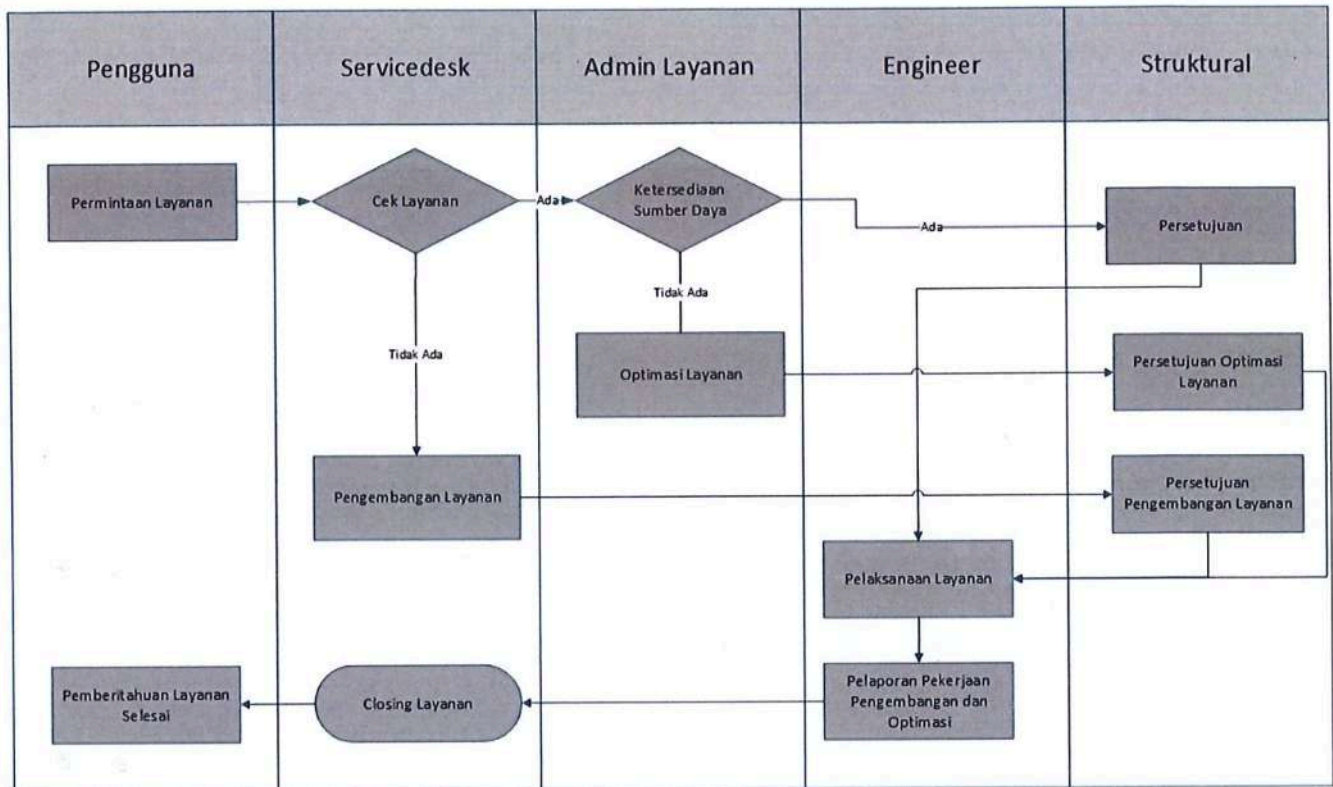 Pengguna
Servicedesk
Admin Layanan
Engineer
Struktural
Permintaan Layanan
Cek Layanan
Ada
Ketersediaan
Sumber Daya
Ada
Persetujuan
Tidak Ada
Tidak Ada
Optimasi Layanan
Persetujuan Optimasi
Layanan
Pengembangan Layanan
Persetujuan
Pengembangan Layanan
Pelaksanaan Layanan
Pemberitahuan Layanan
Selesai
Closing Layanan
Pelaporan Pekerjaan
Pengembangan dan
Optimasi